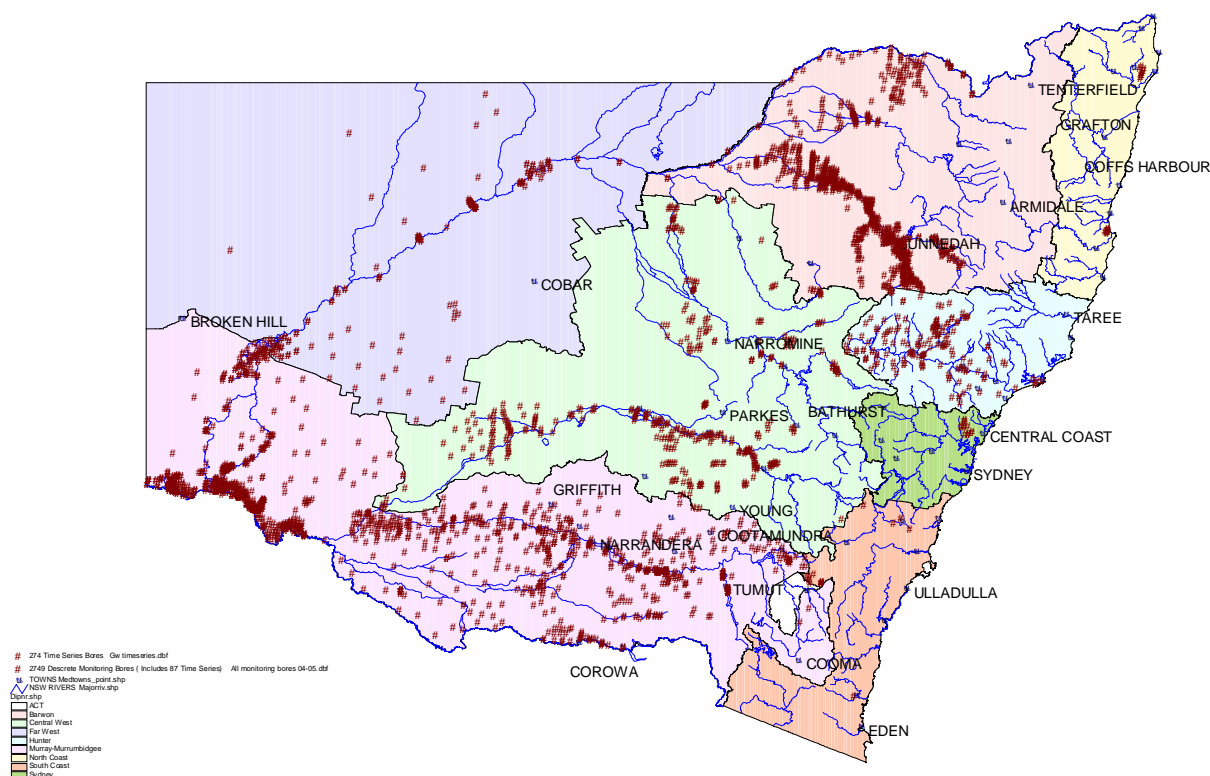 TENTERFIELD
GRAFTON
COFFS HARBOUR
ARMIDALE
UNNEDAH
COBAR
BROKEN HILL
TAREE
NARROMINE
PARKES
BATHURST
CENTRAL COAST
SYDNEY
GRIFFITH
YOUNG
COOTAMUNDRA
NARRANDERA
TUMUT
ULLADULLA
COROWA
COOMA
EDEN
# 274 Time Series Bores Gw timeseries.dbf
# 2749 Descrete Monitoring Bores ( Includes 87 Time Series) All monitoring bores 04-05.dbf
TOWNS Medtowns_point.shp
NSW RIVERS Majorriv.shp
Dipnr.shp
ACT
Barwon
Central West
Far West
Hunter
Murray-Murrumbidgee
North Coast
South Coast
Sydney